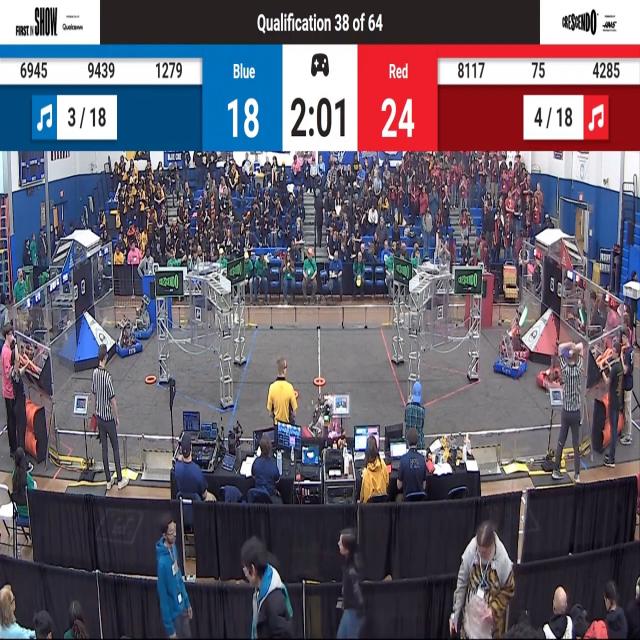 FIRST IN SHOW
Qualcomm
Qualification 38 of 64
CRESCENDO
6945 9439 1279
Blue
Red
8117 75 4285
3 / 18
18
2:01
24
4 / 18